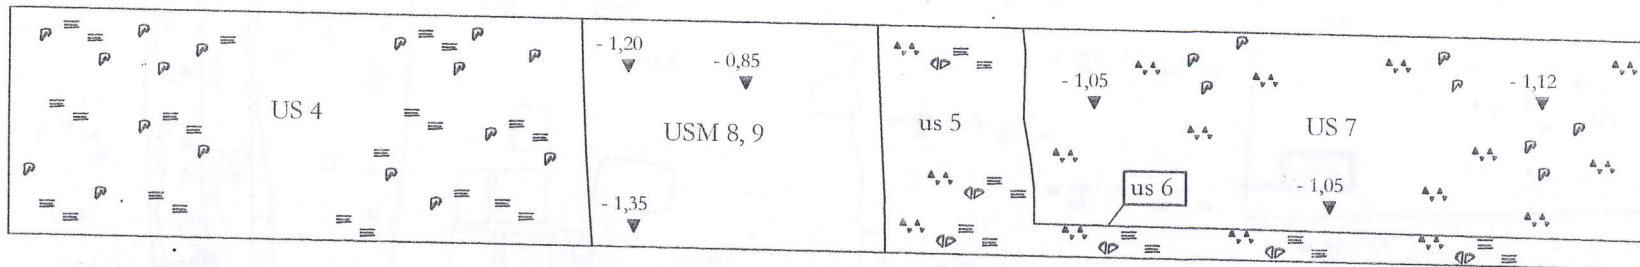 - 1,20
- 0,85
- 1,05
- 1,12
US 4
USM 8, 9
us 5
US 7
us 6
- 1,05
- 1,35